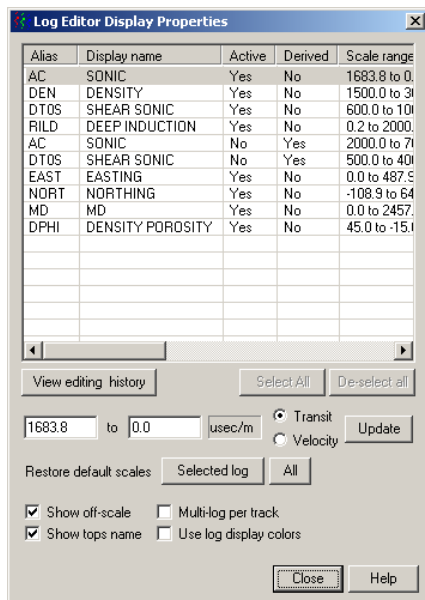 Log Editor Display Properties
Alias Display name Active Derived Scale range
AC SONIC Yes No 1683.8 to 0.
DEN DENSITY Yes No 1500.0 to 30
DT0S SHEAR SONIC Yes No 600.0 to 100
RILD DEEP INDUCTION Yes No 0.2 to 2000.
AC SONIC No Yes 2000.0 to 70
DT0S SHEAR SONIC No Yes 500.0 to 400
EAST EASTING Yes No 0.0 to 487.9
NORT NORTHING Yes No -108.9 to 64
MD MD Yes No 0.0 to 2457.
DPHI DENSITY POROSITY Yes No 45.0 to -15.0
View editing history Select All De-select all
1683.8 to 0.0 usec/m Transit Update
Velocity
Restore default scales Selected log All
Show off-scale Multi-log per track
Show tops name Use log display colors
Close Help